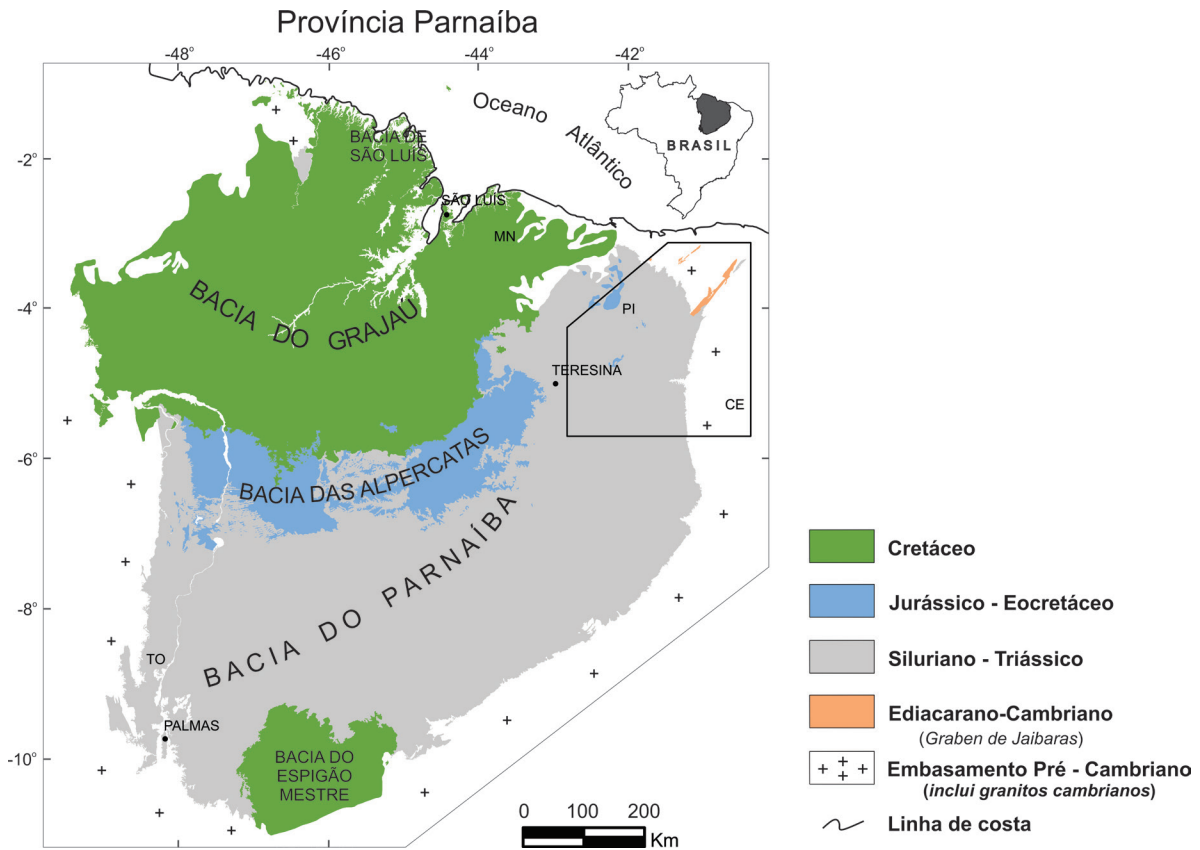 Província Parnaíba
-48°
-46°
-44°
-42°
-2°
-4°
-6°
-8°
-10°
Oceano
Atlântico
BRASIL
BACIA DE
SÃO LUÍS
SÃO LUÍS
MN
BACIA DO GRAJAÚ
PI
TERESINA
CE
BACIA DAS ALPERCATAS
BACIA DO PARNAÍBA
TO
PALMAS
BACIA DO
ESPIGÃO
MESTRE
0 100 200
Km
Cretáceo
Jurássico - Eocretáceo
Siluriano - Triássico
Ediacarano-Cambriano
(Graben de Jaibaras)
Embasamento Pré - Cambriano
(inclui granitos cambrianos)
Linha de costa